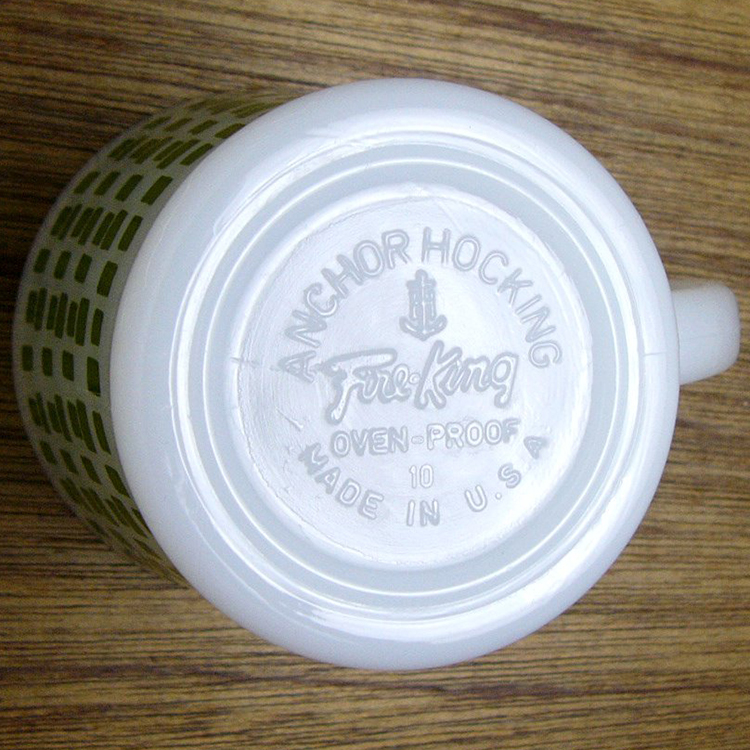 ANCHOR HOCKING
Fire-King
OVEN-PROOF
10
MADE IN U.S.A